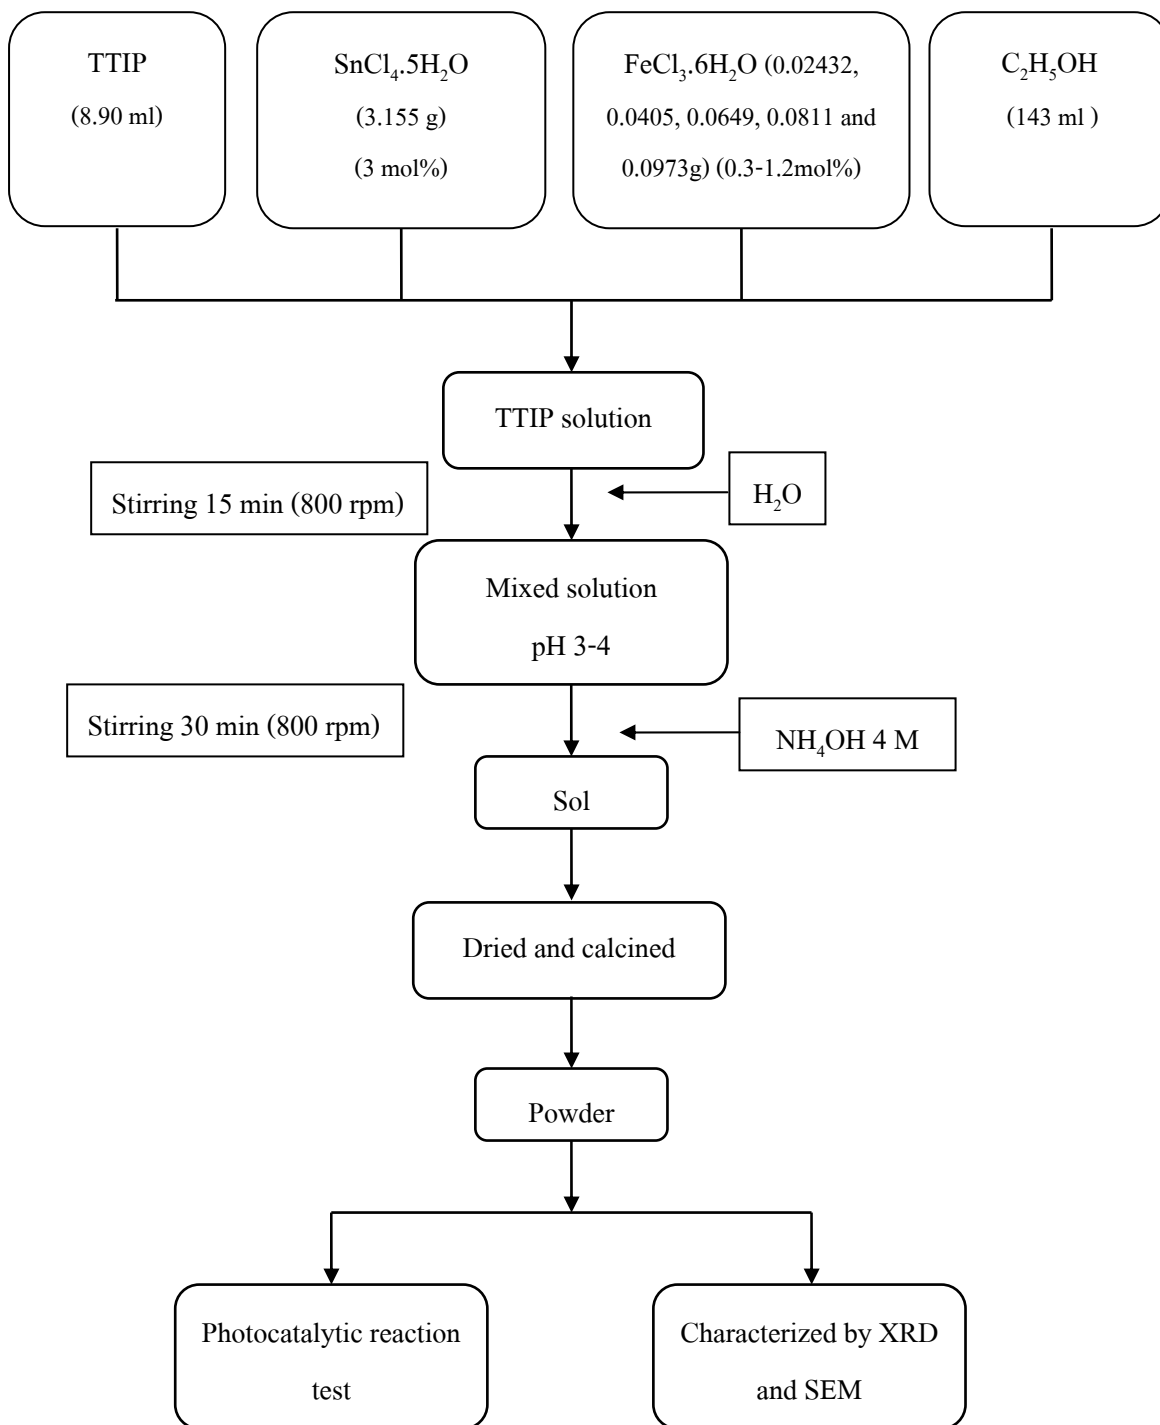 TTIP
(8.90 ml)
SnCl₄.5H₂O
(3.155 g)
(3 mol%)
FeCl₃.6H₂O (0.02432,
0.0405, 0.0649, 0.0811 and
0.0973g) (0.3-1.2mol%)
C₂H₅OH
(143 ml )
TTIP solution
Stirring 15 min (800 rpm)
H₂O
Mixed solution
pH 3-4
Stirring 30 min (800 rpm)
NH₄OH 4 M
Sol
Dried and calcined
Powder
Photocatalytic reaction
test
Characterized by XRD
and SEM